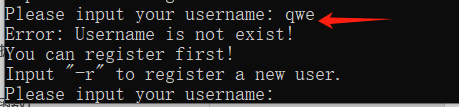 Please input your username: qwe
Error: Username is not exist!
You can register first!
Input "-r" to register a new user.
Please input your username: